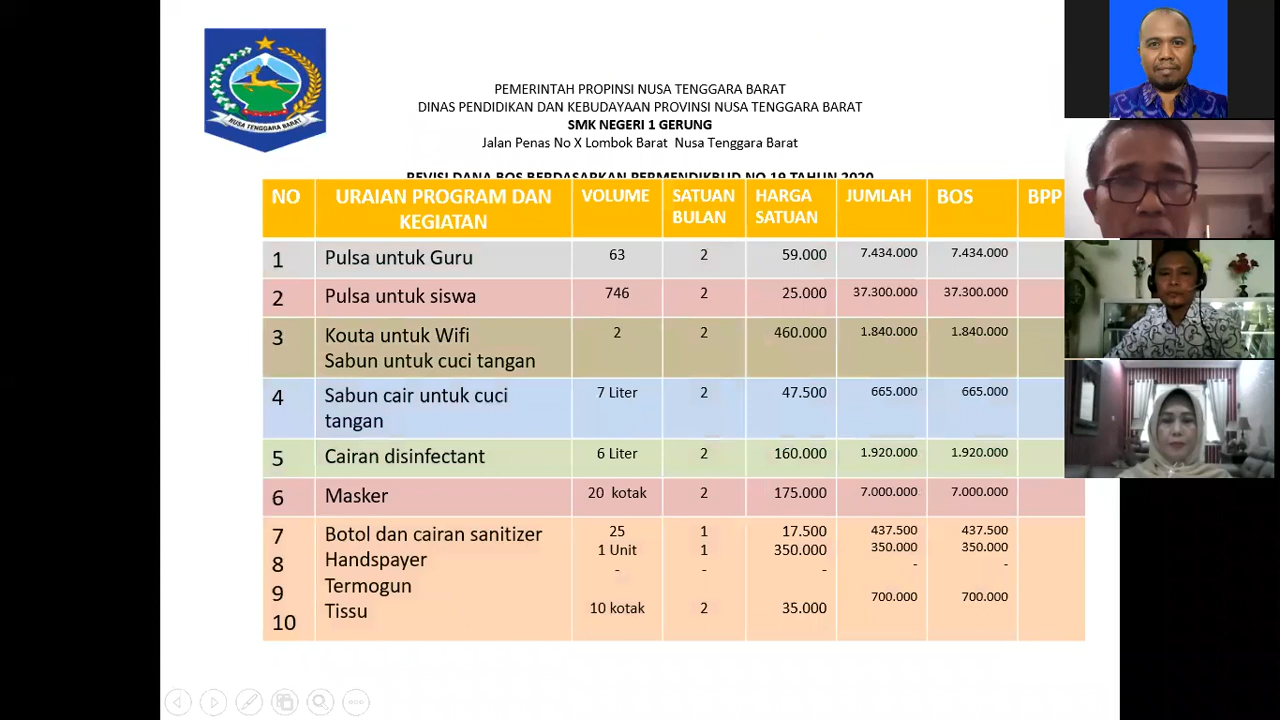 NUSA TENGGARA BARAT
PEMERINTAH PROPINSI NUSA TENGGARA BARAT
DINAS PENDIDIKAN DAN KEBUDAYAAN PROVINSI NUSA TENGGARA BARAT
SMK NEGERI 1 GERUNG
Jalan Penas No X Lombok Barat Nusa Tenggara Barat
REVISI DANA BOS BERDASARKAN PERMENDIKBUD NO 19 TAHUN 2020
NO URAIAN PROGRAM DAN KEGIATAN VOLUME SATUAN BULAN HARGA SATUAN JUMLAH BOS BPP
1 Pulsa untuk Guru 63 2 59.000 7.434.000 7.434.000
2 Pulsa untuk siswa 746 2 25.000 37.300.000 37.300.000
3 Kouta untuk Wifi 2 2 460.000 1.840.000 1.840.000
Sabun untuk cuci tangan
4 Sabun cair untuk cuci tangan 7 Liter 2 47.500 665.000 665.000
5 Cairan disinfectant 6 Liter 2 160.000 1.920.000 1.920.000
6 Masker 20 kotak 2 175.000 7.000.000 7.000.000
7 Botol dan cairan sanitizer 25 1 17.500 437.500 437.500
8 Handspayer 1 Unit 1 350.000 350.000 350.000
9 Termogun - - - - -
10 Tissu 10 kotak 2 35.000 700.000 700.000